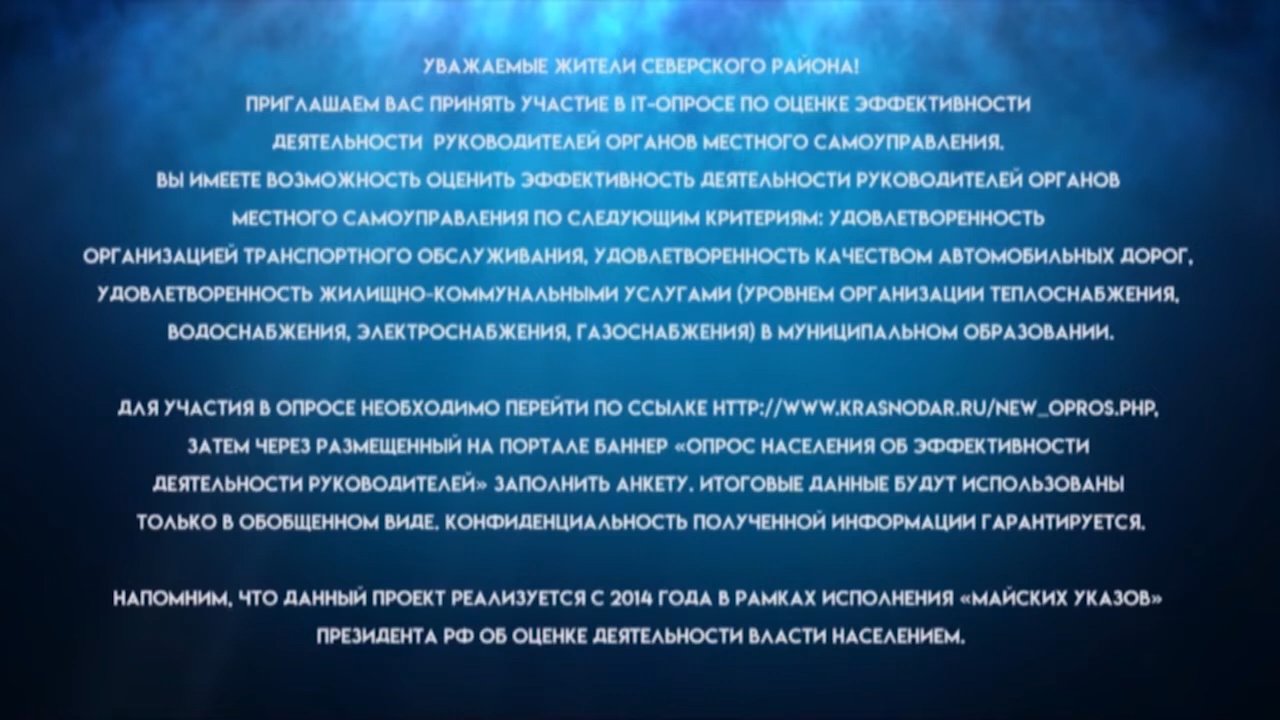 УВАЖАЕМЫЕ ЖИТЕЛИ СЕВЕРСКОГО РАЙОНА!
ПРИГЛАШАЕМ ВАС ПРИНЯТЬ УЧАСТИЕ В IT-ОПРОСЕ ПО ОЦЕНКЕ ЭФФЕКТИВНОСТИ
ДЕЯТЕЛЬНОСТИ РУКОВОДИТЕЛЕЙ ОРГАНОВ МЕСТНОГО САМОУПРАВЛЕНИЯ.
ВЫ ИМЕЕТЕ ВОЗМОЖНОСТЬ ОЦЕНИТЬ ЭФФЕКТИВНОСТЬ ДЕЯТЕЛЬНОСТИ РУКОВОДИТЕЛЕЙ ОРГАНОВ
МЕСТНОГО САМОУПРАВЛЕНИЯ ПО СЛЕДУЮЩИМ КРИТЕРИЯМ: УДОВЛЕТВОРЕННОСТЬ
ОРГАНИЗАЦИЕЙ ТРАНСПОРТНОГО ОБСЛУЖИВАНИЯ, УДОВЛЕТВОРЕННОСТЬ КАЧЕСТВОМ АВТОМОБИЛЬНЫХ ДОРОГ,
УДОВЛЕТВОРЕННОСТЬ ЖИЛИЩНО-КОММУНАЛЬНЫМИ УСЛУГАМИ (УРОВНЕМ ОРГАНИЗАЦИИ ТЕПЛОСНАБЖЕНИЯ,
ВОДОСНАБЖЕНИЯ, ЭЛЕКТРОСНАБЖЕНИЯ, ГАЗОСНАБЖЕНИЯ) В МУНИЦИПАЛЬНОМ ОБРАЗОВАНИИ.
ДЛЯ УЧАСТИЯ В ОПРОСЕ НЕОБХОДИМО ПЕРЕЙТИ ПО ССЫЛКЕ HTTP://WWW.KRASNODAR.RU/NEW_OPROS.PHP,
ЗАТЕМ ЧЕРЕЗ РАЗМЕЩЕННЫЙ НА ПОРТАЛЕ БАННЕР «ОПРОС НАСЕЛЕНИЯ ОБ ЭФФЕКТИВНОСТИ
ДЕЯТЕЛЬНОСТИ РУКОВОДИТЕЛЕЙ» ЗАПОЛНИТЬ АНКЕТУ. ИТОГОВЫЕ ДАННЫЕ БУДУТ ИСПОЛЬЗОВАНЫ
ТОЛЬКО В ОБОБЩЕННОМ ВИДЕ. КОНФИДЕНЦИАЛЬНОСТЬ ПОЛУЧЕННОЙ ИНФОРМАЦИИ ГАРАНТИРУЕТСЯ.
НАПОМНИМ, ЧТО ДАННЫЙ ПРОЕКТ РЕАЛИЗУЕТСЯ С 2014 ГОДА В РАМКАХ ИСПОЛНЕНИЯ «МАЙСКИХ УКАЗОВ»
ПРЕЗИДЕНТА РФ ОБ ОЦЕНКЕ ДЕЯТЕЛЬНОСТИ ВЛАСТИ НАСЕЛЕНИЕМ.